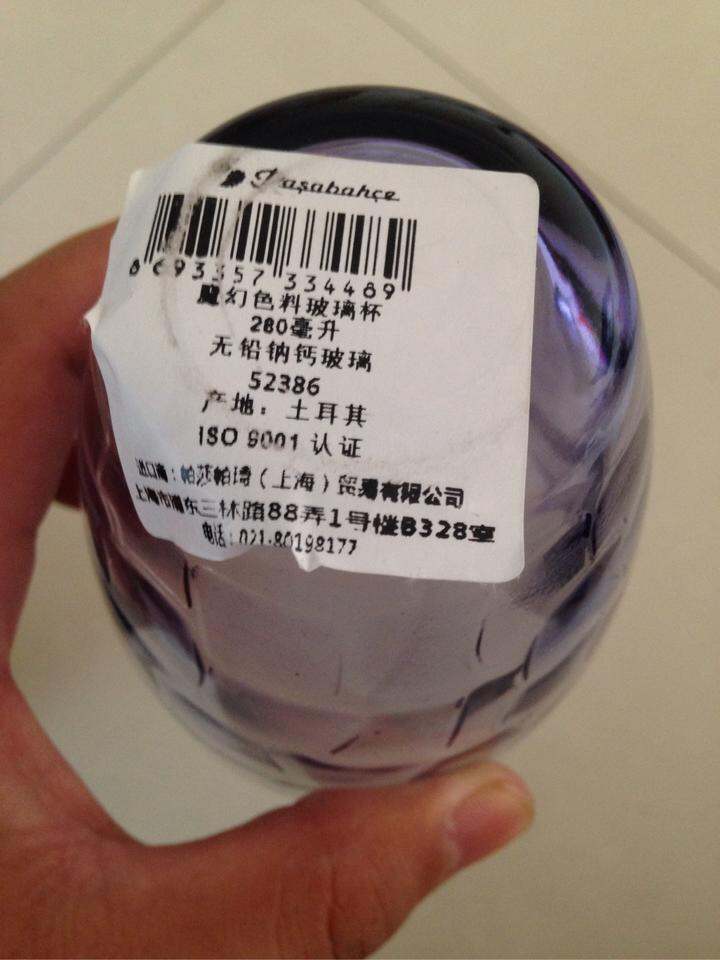 Paşabahçe
8 693357 334489
魔幻色料玻璃杯
280毫升
无铅钠钙玻璃
52386
产地：土耳其
ISO 9001 认证
进口商：帕莎帕琦（上海）贸易有限公司
上海市浦东三林路88弄1号楼B328室
电话：021-80198177